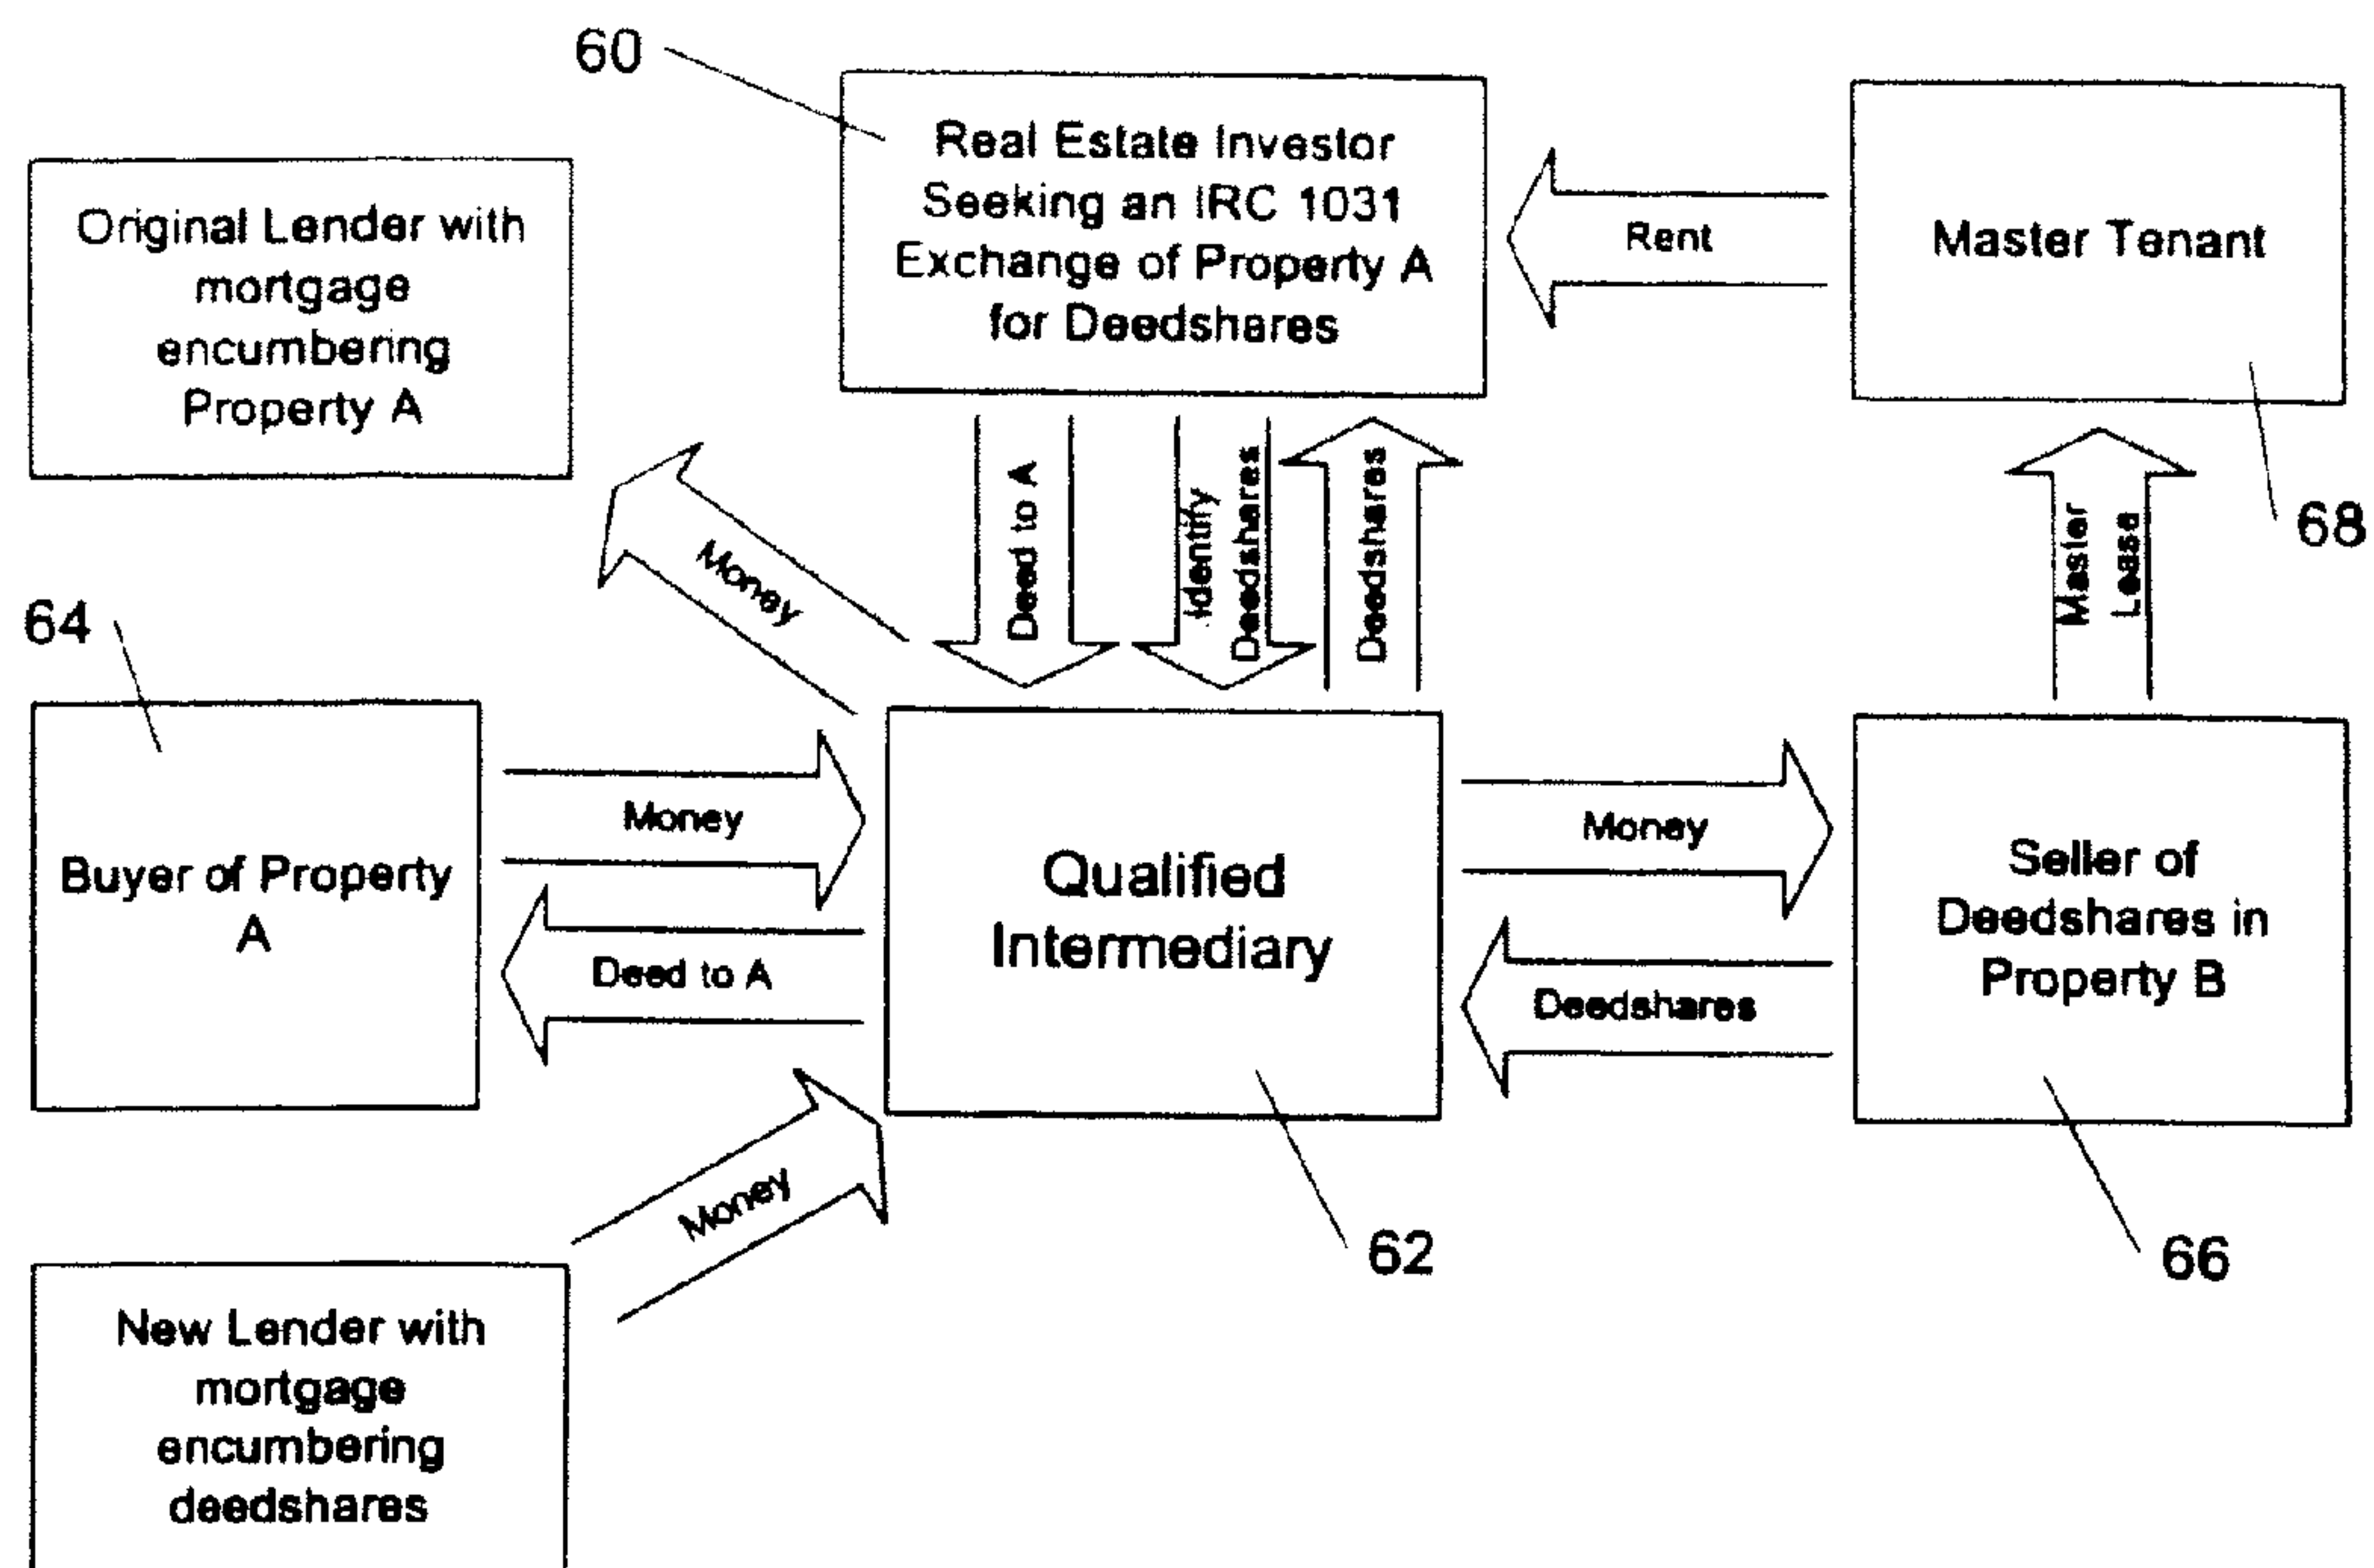 60
Real Estate Investor
Seeking an IRC 1031
Exchange of Property A
for Deedshares
Rent
Master Tenant
68
Original Lender with
mortgage
encumbering
Property A
Money
Deed to A
Identify
Deedshares
Deedshares
Master
Lease
64
Buyer of Property
A
Money
Deed to A
Qualified
Intermediary
62
Money
Deedshares
Seller of
Deedshares in
Property B
66
Money
New Lender with
mortgage
encumbering
deedshares